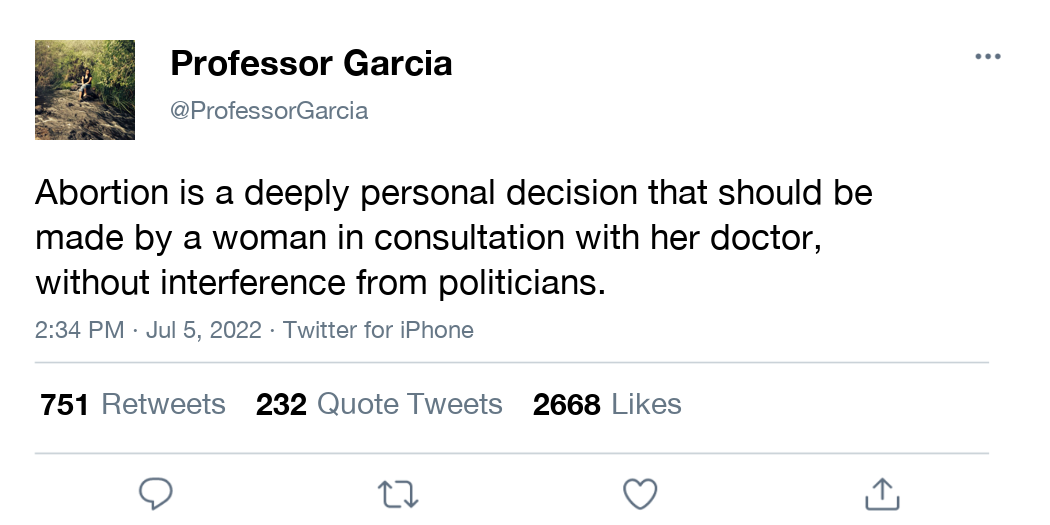 Professor Garcia
@ProfessorGarcia
Abortion is a deeply personal decision that should be
made by a woman in consultation with her doctor,
without interference from politicians.
2:34 PM · Jul 5, 2022 · Twitter for iPhone
751 Retweets 232 Quote Tweets 2668 Likes